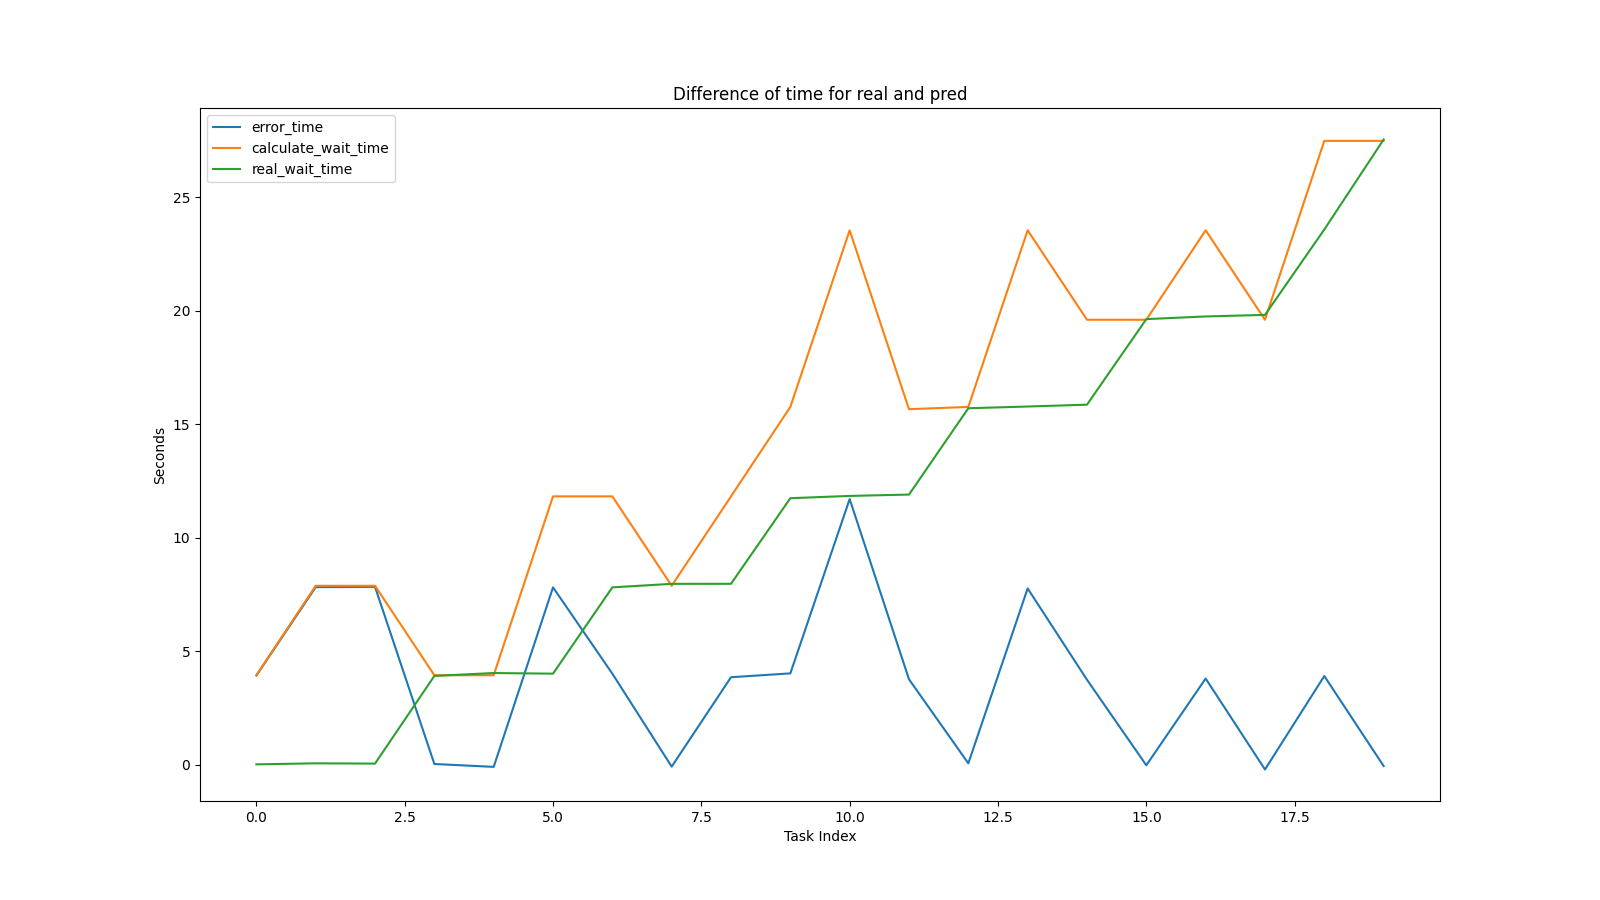 Difference of time for real and pred
error_time
calculate_wait_time
real_wait_time
25
20
15
10
5
0
Seconds
0.0 2.5 5.0 7.5 10.0 12.5 15.0 17.5
Task Index